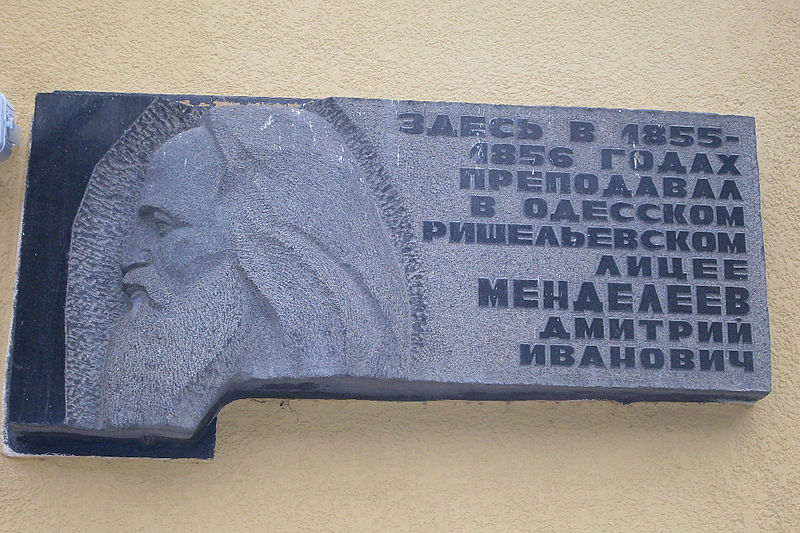 ЗДЕСЬ В 1855-
1856 ГОДАХ
ПРЕПОДАВАЛ
В ОДЕССКОМ
РИШЕЛЬЕВСКОМ
ЛИЦЕЕ
МЕНДЕЛЕЕВ
ДМИТРИЙ
ИВАНОВИЧ